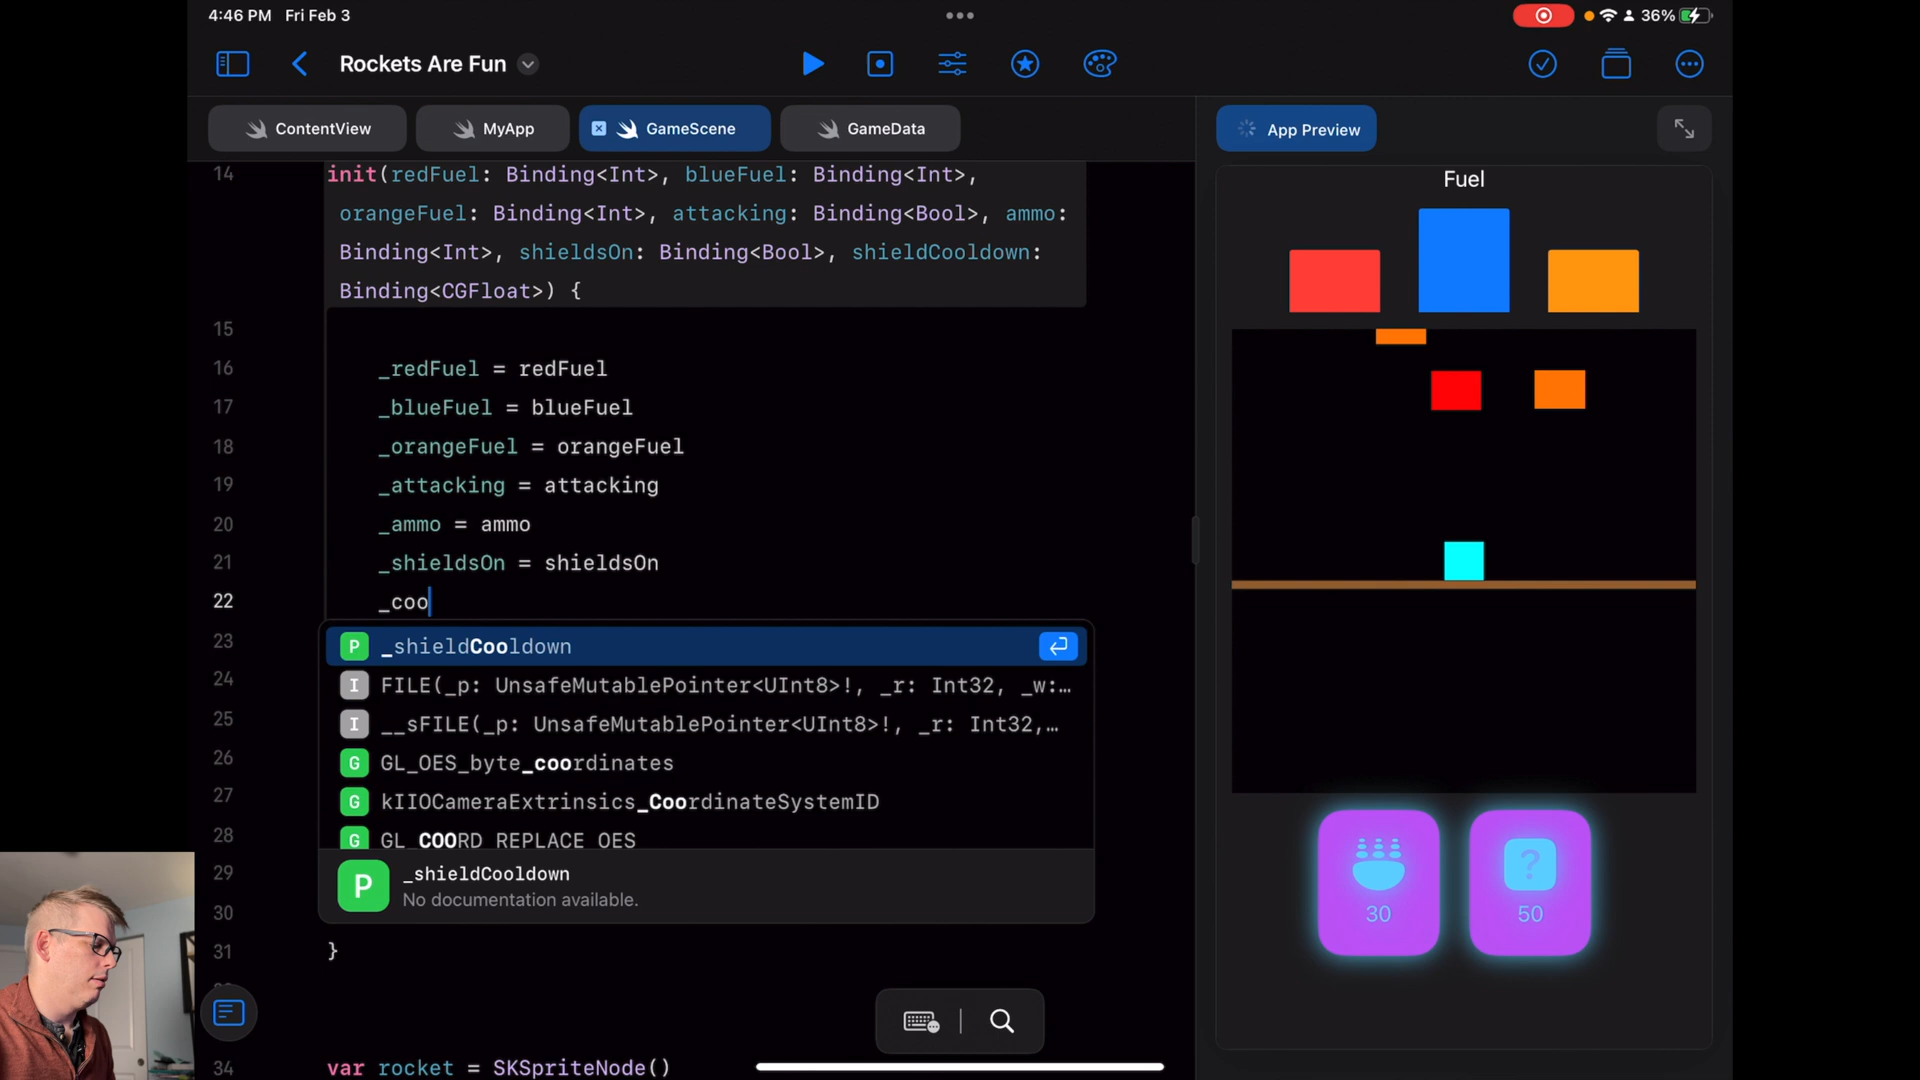 4:46 PM Fri Feb 3
36%
Rockets Are Fun
ContentView
MyApp
GameScene
GameData
App Preview
14 init(redFuel: Binding<Int>, blueFuel: Binding<Int>,
orangeFuel: Binding<Int>, attacking: Binding<Bool>, ammo:
Binding<Int>, shieldsOn: Binding<Bool>, shieldCooldown:
Binding<CGFloat>) {
15
16 _redFuel = redFuel
17 _blueFuel = blueFuel
18 _orangeFuel = orangeFuel
19 _attacking = attacking
20 _ammo = ammo
21 _shieldsOn = shieldsOn
22 _coo
23
P _shieldCooldown
24
I FILE(_p: UnsafeMutablePointer<UInt8>!, _r: Int32, _w:…
25
I __sFILE(_p: UnsafeMutablePointer<UInt8>!, _r: Int32,…
26
G GL_OES_byte_coordinates
27
G kIIOCameraExtrinsics_CoordinateSystemID
28
G GL_COORD_REPLACE_OES
29
P _shieldCooldown
No documentation available.
30
31 }
34 var rocket = SKSpriteNode()
Fuel
?
30
50